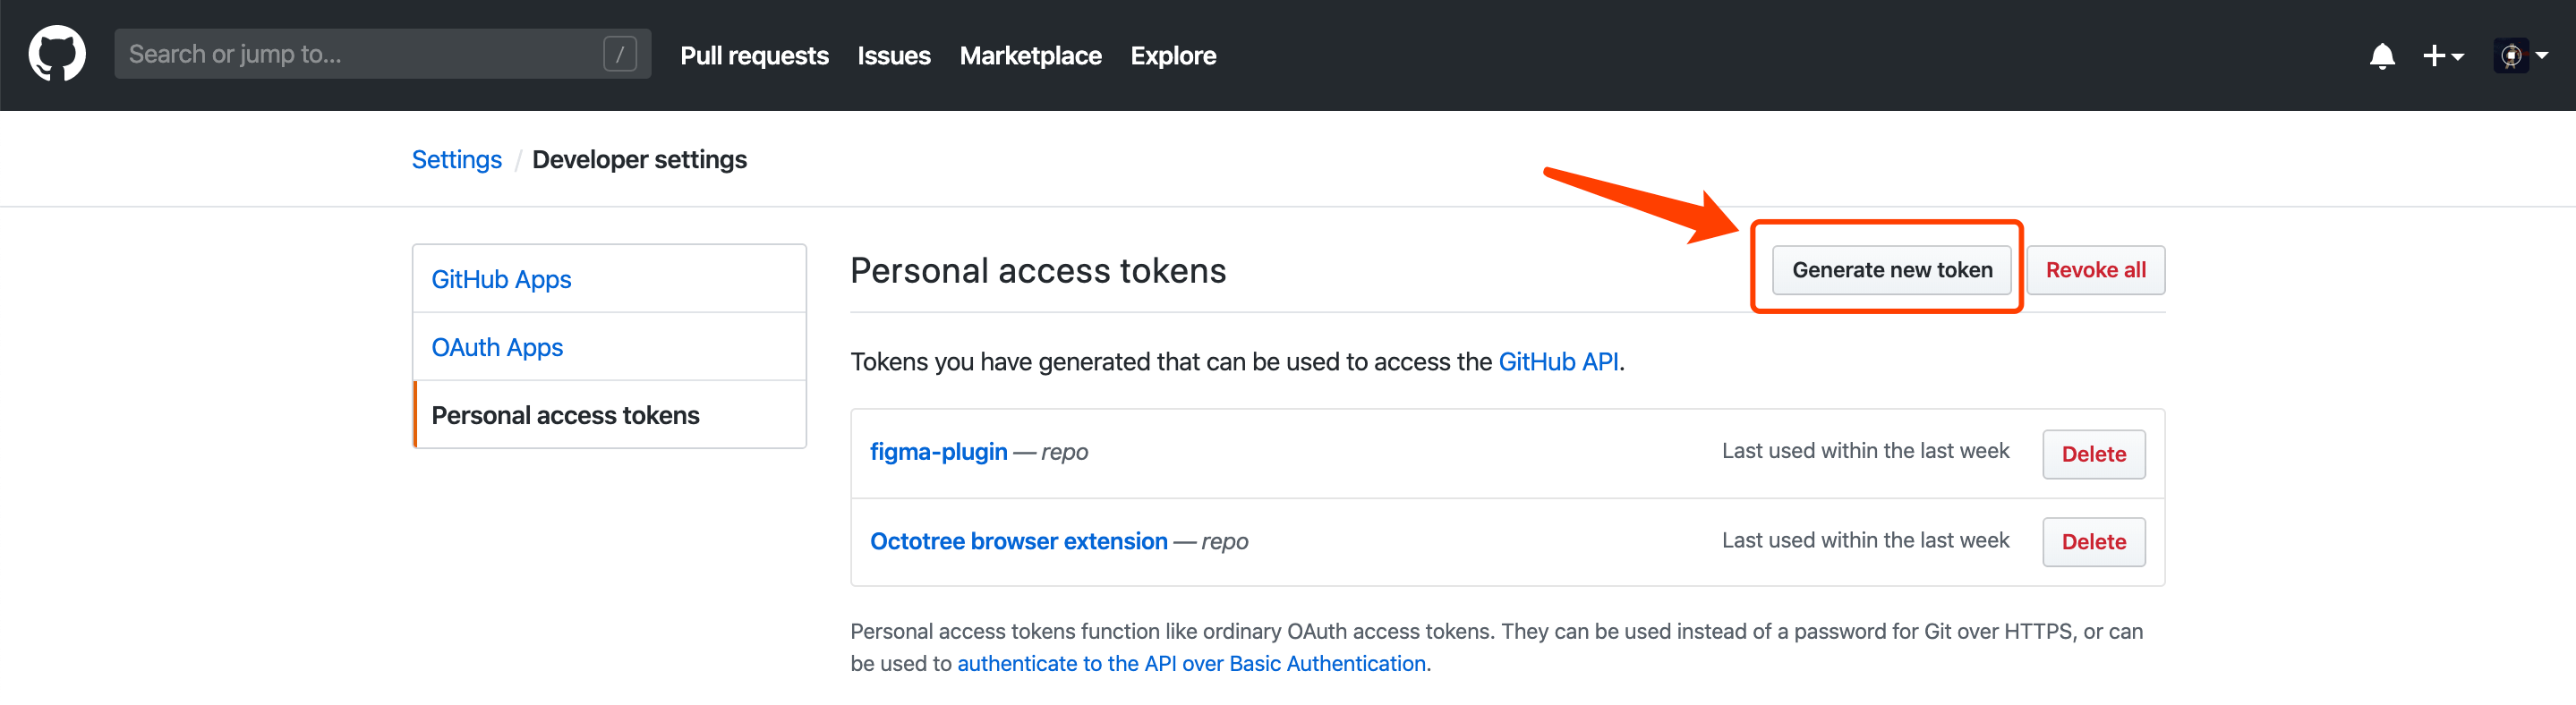 Search or jump to... / Pull requests Issues Marketplace Explore
Settings / Developer settings
GitHub Apps
OAuth Apps
Personal access tokens
Personal access tokens Generate new token Revoke all
Tokens you have generated that can be used to access the GitHub API.
figma-plugin — repo Last used within the last week Delete
Octotree browser extension — repo Last used within the last week Delete
Personal access tokens function like ordinary OAuth access tokens. They can be used instead of a password for Git over HTTPS, or can
be used to authenticate to the API over Basic Authentication.